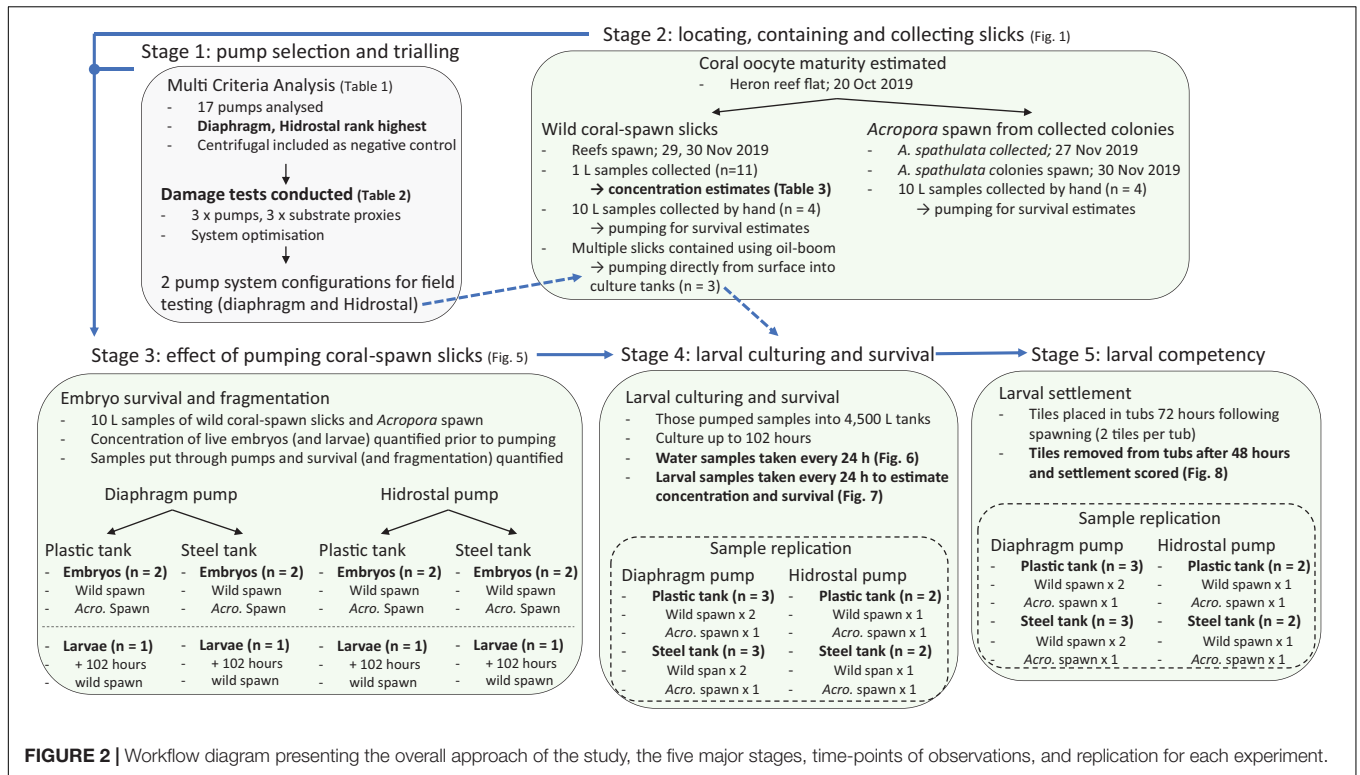 Stage 1: pump selection and trialling
Multi Criteria Analysis (Table 1)
- 17 pumps analysed
- Diaphragm, Hidrostal rank highest
- Centrifugal included as negative control
Damage tests conducted (Table 2)
- 3 x pumps, 3 x substrate proxies
- System optimisation
2 pump system configurations for field
testing (diaphragm and Hidrostal)
Stage 2: locating, containing and collecting slicks (Fig. 1)
Coral oocyte maturity estimated
- Heron reef flat; 20 Oct 2019
Wild coral-spawn slicks
- Reefs spawn; 29, 30 Nov 2019
- 1 L samples collected (n=11)
→ concentration estimates (Table 3)
- 10 L samples collected by hand (n = 4)
→ pumping for survival estimates
- Multiple slicks contained using oil-boom
→ pumping directly from surface into
culture tanks (n = 3)
Acropora spawn from collected colonies
- A. spathulata collected; 27 Nov 2019
- A. spathulata colonies spawn; 30 Nov 2019
- 10 L samples collected by hand (n = 4)
→ pumping for survival estimates
Stage 3: effect of pumping coral-spawn slicks (Fig. 5)
Embryo survival and fragmentation
- 10 L samples of wild coral-spawn slicks and Acropora spawn
- Concentration of live embryos (and larvae) quantified prior to pumping
- Samples put through pumps and survival (and fragmentation) quantified
Diaphragm pump
Hidrostal pump
Plastic tank
- Embryos (n = 2)
- Wild spawn
- Acro. Spawn
- Larvae (n = 1)
- + 102 hours
- wild spawn
Steel tank
- Embryos (n = 2)
- Wild spawn
- Acro. Spawn
- Larvae (n = 1)
- + 102 hours
- wild spawn
Plastic tank
- Embryos (n = 2)
- Wild spawn
- Acro. Spawn
- Larvae (n = 1)
- + 102 hours
- wild spawn
Steel tank
- Embryos (n = 2)
- Wild spawn
- Acro. Spawn
- Larvae (n = 1)
- + 102 hours
- wild spawn
Stage 4: larval culturing and survival
Larval culturing and survival
- Those pumped samples into 4,500 L tanks
- Culture up to 102 hours
- Water samples taken every 24 h (Fig. 6)
- Larval samples taken every 24 h to estimate
concentration and survival (Fig. 7)
Sample replication
Diaphragm pump
- Plastic tank (n = 3)
- Wild spawn x 2
- Acro. spawn x 1
- Steel tank (n = 3)
- Wild span x 2
- Acro. spawn x 1
Hidrostal pump
- Plastic tank (n = 2)
- Wild spawn x 1
- Acro. spawn x 1
- Steel tank (n = 2)
- Wild span x 1
- Acro. spawn x 1
Stage 5: larval competency
Larval settlement
- Tiles placed in tubs 72 hours following
spawning (2 tiles per tub)
- Tiles removed from tubs after 48 hours
and settlement scored (Fig. 8)
Sample replication
Diaphragm pump
- Plastic tank (n = 3)
- Wild spawn x 2
- Acro. spawn x 1
- Steel tank (n = 3)
- Wild spawn x 2
- Acro. spawn x 1
Hidrostal pump
- Plastic tank (n = 2)
- Wild spawn x 1
- Acro. spawn x 1
- Steel tank (n = 2)
- Wild spawn x 1
- Acro. spawn x 1
FIGURE 2 | Workflow diagram presenting the overall approach of the study, the five major stages, time-points of observations, and replication for each experiment.